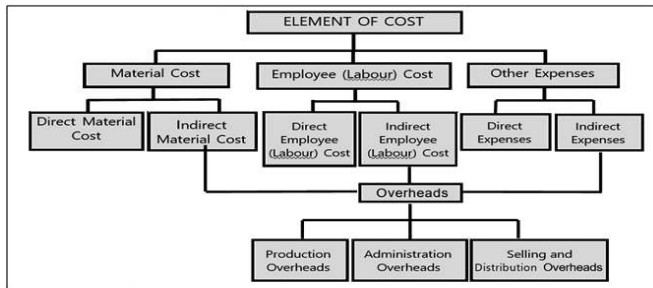 ELEMENT OF COST
Material Cost
Employee (Labour) Cost
Other Expenses
Direct Material
Cost
Indirect
Material Cost
Direct
Employee
(Labour) Cost
Indirect
Employee
(Labour) Cost
Direct
Expenses
Indirect
Expenses
Overheads
Production
Overheads
Administration
Overheads
Selling and
Distribution Overheads